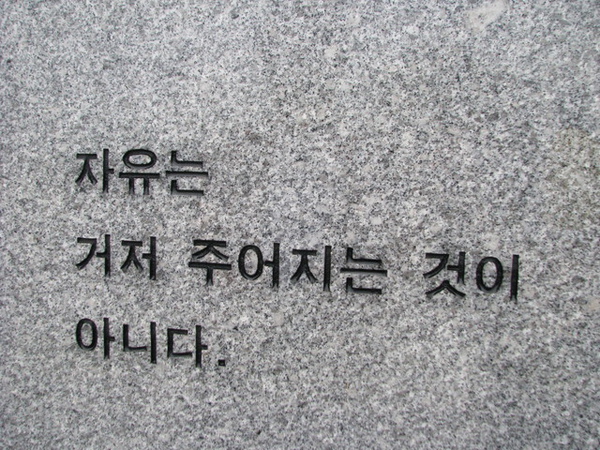 자유는
거저 주어지는 것이
아니다.